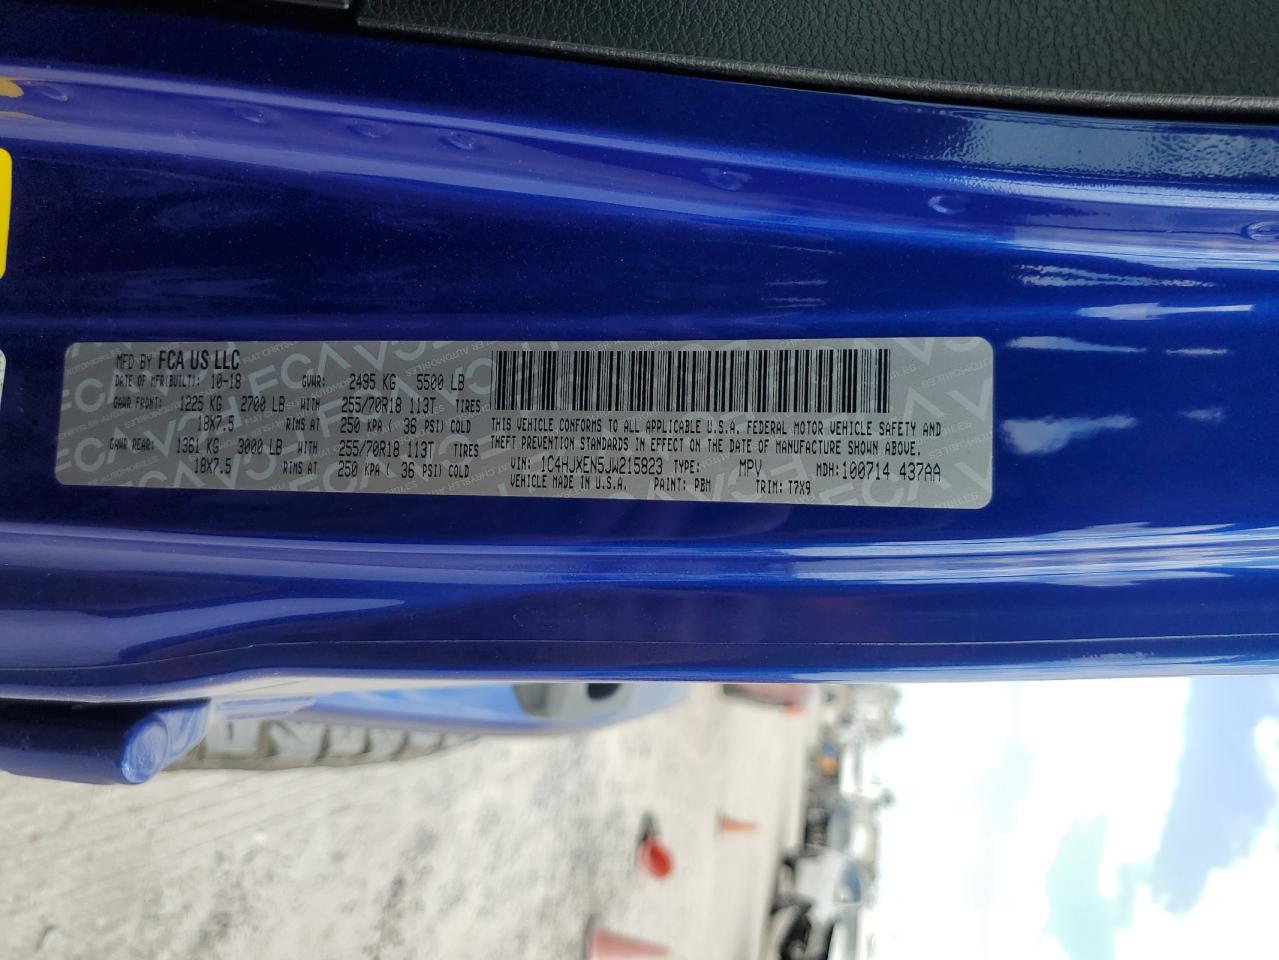 MFD BY FCA US LLC
DATE OF MFR(BUILT): 10-18 GVWR: 2495 KG 5500 LB
GAWR FRONT: 1225 KG 2700 LB WITH 255/70R18 113T TIRES
18X7.5 RIMS AT 250 KPA ( 36 PSI) COLD
GAWR REAR: 1361 KG 3000 LB WITH 255/70R18 113T TIRES
18X7.5 RIMS AT 250 KPA ( 36 PSI) COLD
THIS VEHICLE CONFORMS TO ALL APPLICABLE U.S.A. FEDERAL MOTOR VEHICLE SAFETY AND
THEFT PREVENTION STANDARDS IN EFFECT ON THE DATE OF MANUFACTURE SHOWN ABOVE.
VIN: 1C4HJXEN5JW215823 TYPE: MPV MDH: 100714 437AA
VEHICLE MADE IN U.S.A. PAINT: PBM TRIM: T7X9